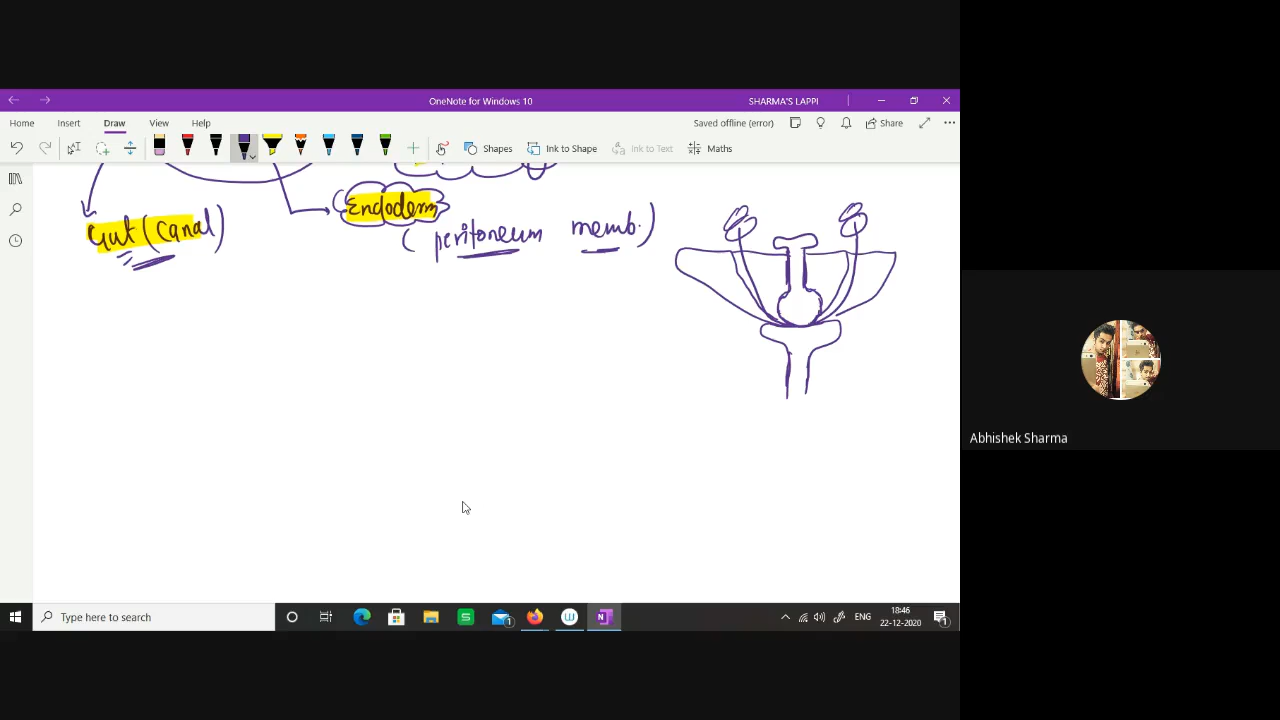 OneNote for Windows 10
SHARMA'S LAPPI
Home Insert Draw View Help
Saved offline (error)
Share
Shapes
Ink to Shape
Ink to Text
Maths
Endoderm
Gut (Canal)
( peritoneum memb. )
Abhishek Sharma
Type here to search
ENG
18:46
22-12-2020